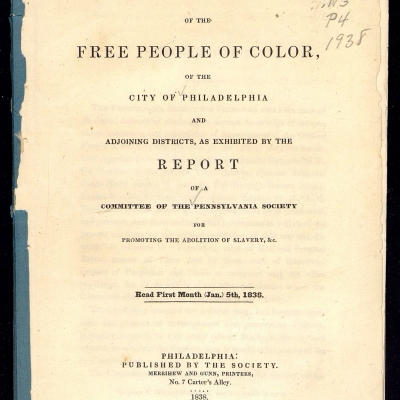 P4
1938
OF THE
FREE PEOPLE OF COLOR,
OF THE
CITY OF PHILADELPHIA
AND
ADJOINING DISTRICTS, AS EXHIBITED BY THE
REPORT
OF A
COMMITTEE OF THE PENNSYLVANIA SOCIETY
FOR
PROMOTING THE ABOLITION OF SLAVERY, &c.
Read First Month (Jan.) 5th, 1838.
PHILADELPHIA:
PUBLISHED BY THE SOCIETY.
MERRIHEW AND GUNN, PRINTERS,
No. 7 Carter's Alley.
1838.